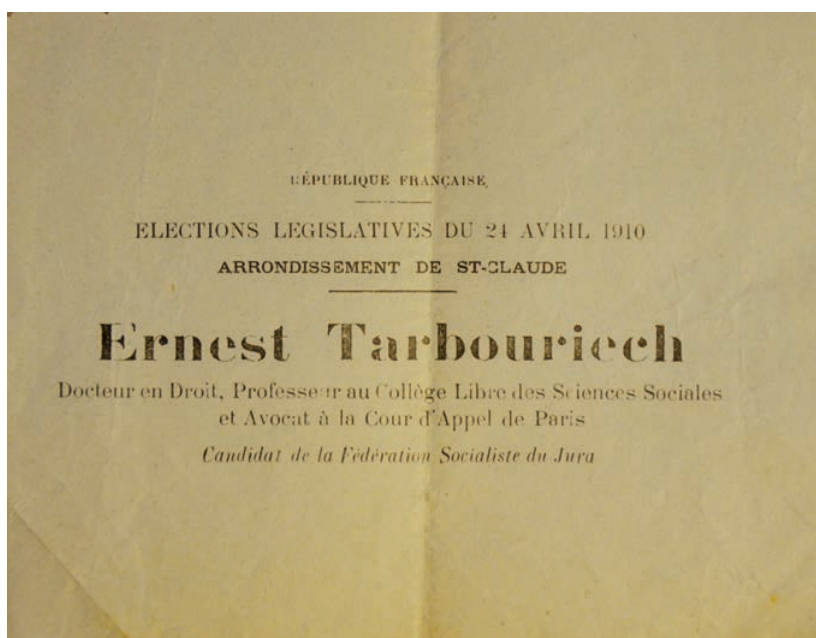 RÉPUBLIQUE FRANÇAISE
ELECTIONS LEGISLATIVES DU 24 AVRIL 1910
ARRONDISSEMENT DE ST-CLAUDE
Ernest Tarbouriech
Docteur en Droit, Professeur au Collège Libre des Sciences Sociales
et Avocat à la Cour d'Appel de Paris
Candidat de la Fédération Socialiste du Jura